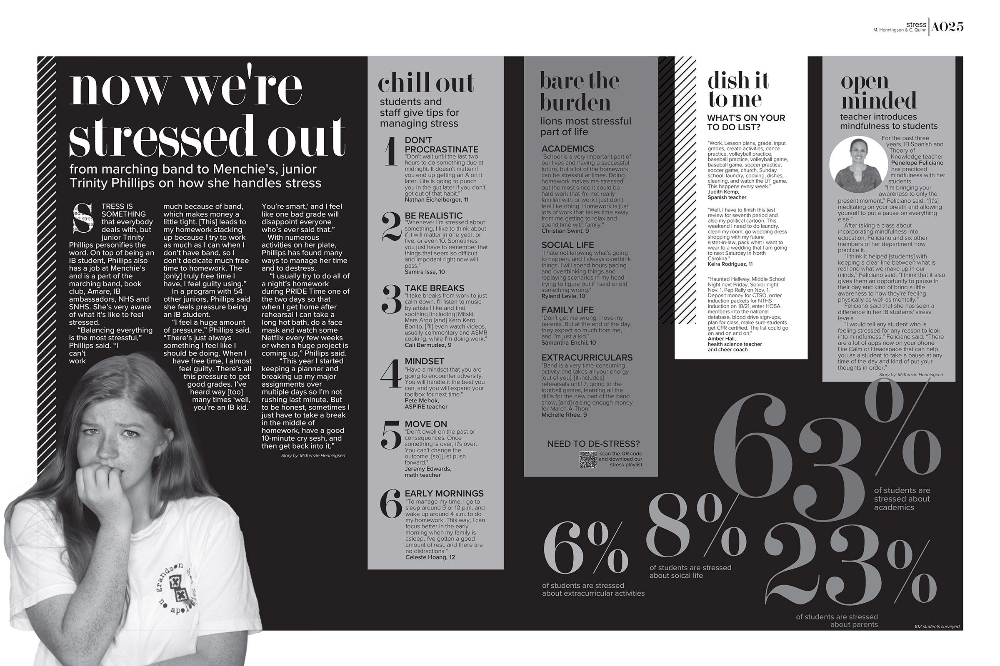 stress
M. Henningsen & C. Quinn
AO25
now we're
stressed out
from marching band to Menchie's, junior
Trinity Phillips on how she handles stress
STRESS IS
SOMETHING
that everybody
deals with, but
junior Trinity
Phillips personifies the
word. On top of being an
IB student, Phillips also
has a job at Menchie’s
and is a part of the
marching band, book
club, Amare, IB
ambassadors, NHS and
SNHS. She’s very aware
of what it’s like to feel
stressed.
“Balancing everything
is the most stressful,”
Phillips said. “I
can’t
work
much because of band,
which makes money a
little tight. [This] leads to
my homework stacking
up because I try to work
as much as I can when I
don’t have band, so I
don’t dedicate much free
time to homework. The
[only] truly free time I
have, I feel guilty using.”
In a program with 54
other juniors, Phillips said
she feels pressure being
an IB student.
“I feel a huge amount
of pressure,” Phillips said.
“There’s just always
something I feel like I
should be doing. When I
have free time, I almost
feel guilty. There’s all
this pressure to get
good grades. I’ve
heard way [too]
many times ‘well,
you’re an IB kid.
You’re smart,' and I feel
like one bad grade will
disappoint everyone
who’s ever said that.”
With numerous
activities on her plate,
Phillips has found many
ways to manage her time
and to destress.
“I usually try to do all of
a night’s homework
during PRIDE Time one of
the two days so that
when I get home after
rehearsal I can take a
long hot bath, do a face
mask and watch some
Netflix every few weeks
or when a huge project is
coming up,” Phillips said.
“This year I started
keeping a planner and
breaking up my major
assignments over
multiple days so I’m not
rushing last minute. But
to be honest, sometimes I
just have to take a break
in the middle of
homework, have a good
10-minute cry sesh, and
then get back into it.”
Story by: McKenzie Henningsen
grandson
no apologies
chill out
students and
staff give tips for
managing stress
1
DON'T
PROCRASTINATE
“Don't wait until the last two
hours to do something due at
midnight. It doesn't matter if
you end up getting an A on it
later. Life is going to punch
you in the gut later if you don't
get out of that habit.”
Nathan Eichelberger, 11
2
BE REALISTIC
“Whenever I’m stressed about
something, I like to think about
if it will matter in one year, or
five, or even 10. Sometimes
you just have to remember that
things that seem so difficult
and important right now will
pass.”
Samira Issa, 10
3
TAKE BREAKS
"I take breaks from work to just
calm down. I'll listen to music
by artists I like and find
soothing [including] Mitski,
Mars Argo [and] Kero Kero
Bonito. [I'll] even watch videos,
usually commentary and ASMR
cooking, while I’m doing work."
Cali Bermudez, 9
4
MINDSET
"Have a mindset that you are
going to encounter adversity.
You will handle it the best you
can, and you will expand your
toolbox for next time."
Pete Mehok,
ASPIRE teacher
5
MOVE ON
"Don't dwell on the past or
consequences. Once
something is over, it's over.
You can't change the
outcome, [so] just push
forward."
Jeremy Edwards,
math teacher
6
EARLY MORNINGS
"To manage my time, I go to
sleep around 9 or 10 p.m. and
wake up around 4 a.m. to do
my homework. This way, I can
focus better in the early
morning when my family is
asleep, I've gotten a good
amount of rest, and there are
no distractions."
Celeste Hoang, 12
bare the
burden
lions most stressful
part of life
ACADEMICS
"School is a very important part of
our lives and having a successful
future, but a lot of the homework
can be stressful at times. Doing
homework makes me stressed
out the most since it could be
hard work that I'm not really
familiar with or work I just don't
feel like doing. Homework is just
lots of work that takes time away
from me getting to relax and
spend time with family."
Christian Swint, 9
SOCIAL LIFE
"I hate not knowing what's going
to happen, and I always overthink
things. I will spend hours pacing
and overthinking things and
replaying scenarios in my head
trying to figure out if I said or did
something wrong."
Ryland Levia, 10
FAMILY LIFE
"Don’t get me wrong, I love my
parents. But at the end of the day,
they expect so much from me,
and I’m just a kid."
Samantha Enchil, 10
EXTRACURRICULARS
"Band is a very time-consuming
activity and takes all your energy
[out of you]. [It includes]
rehearsals until 7, going to the
football games, learning all the
drills for the new part of the band
show, [and] raising enough money
for March-A-Thon."
Michelle Rhee, 9
NEED TO DE-STRESS?
scan the QR code
and download our
stress playlist
dish it
to me
WHAT'S ON YOUR
TO DO LIST?
"Work. Lesson plans, grade, input
grades, create activities, dance
practice, volleyball practice,
baseball practice, volleyball game,
baseball game, soccer practice,
soccer game, church, Sunday
school, laundry, cooking, dishes,
cleaning, and watch the UT game.
This happens every week.”
Judith Kemp,
Spanish teacher
"Well, I have to finish this test
review for seventh period and
also my political cartoon. This
weekend I need to do laundry,
clean my room, go wedding dress
shopping with my future
sister-in-law, pack what I want to
wear to a wedding that I am going
to next Saturday in North
Carolina."
Keira Rodriguez, 11
"Haunted Hallway, Middle School
Night next Friday, Senior night
Nov. 1, Pep Rally on Nov. 1,
Deposit money for CTSO, order
induction packets for NTHS
induction on 10/21, enter HOSA
members into the national
database, blood drive sign-ups,
plan for class, make sure students
get CPR certified. The list could go
on and on and on."
Amber Hall,
health science teacher
and cheer coach
open
minded
teacher introduces
mindfulness to students
For the past three
years, IB Spanish and
Theory of
Knowledge teacher
Penelope Feliciano
has practiced
mindfulness with her
students.
“I'm bringing your
awareness to only the
present moment,” Feliciano said. “[It's]
meditating on your breath and allowing
yourself to put a pause on everything
else.”
After taking a class about
incorporating mindfulness into
education, Feliciano and six other
members of her department now
practice it.
“I think it helped [students] with
keeping a clear line between what is
real and what we make up in our
minds,” Feliciano said. “I think that it also
gives them an opportunity to pause in
their day and kind of bring a little
awareness to how they're feeling
physically as well as mentally.”
Feliciano said that she has seen a
difference in her IB students' stress
levels.
“I would tell any student who is
feeling stressed for any reason to look
into mindfulness,” Feliciano said. “There
are a lot of apps now on your phone
like Calm or Headspace that can help
you as a student to take a pause at any
time of the day and kind of put your
thoughts in order.”
Story by: McKenzie Henningsen
63%
of students are
stressed about
academics
8%
of students are stressed
about soical life
6%
of students are stressed
about extracurricular activities
23%
of students are stressed
about parents
102 students surveyed